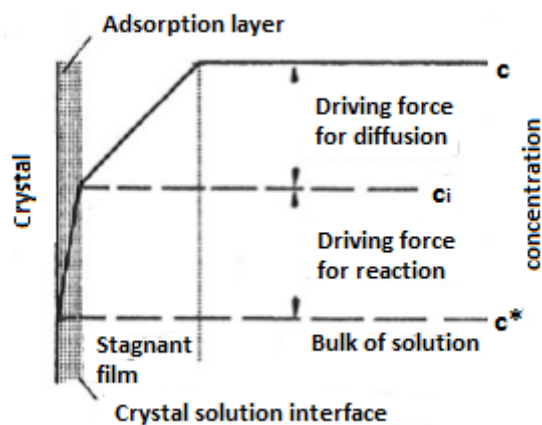 Adsorption layer
c
Driving force
for diffusion
Crystal
concentration
ci
Driving force
for reaction
c*
Stagnant
film
Bulk of solution
Crystal solution interface